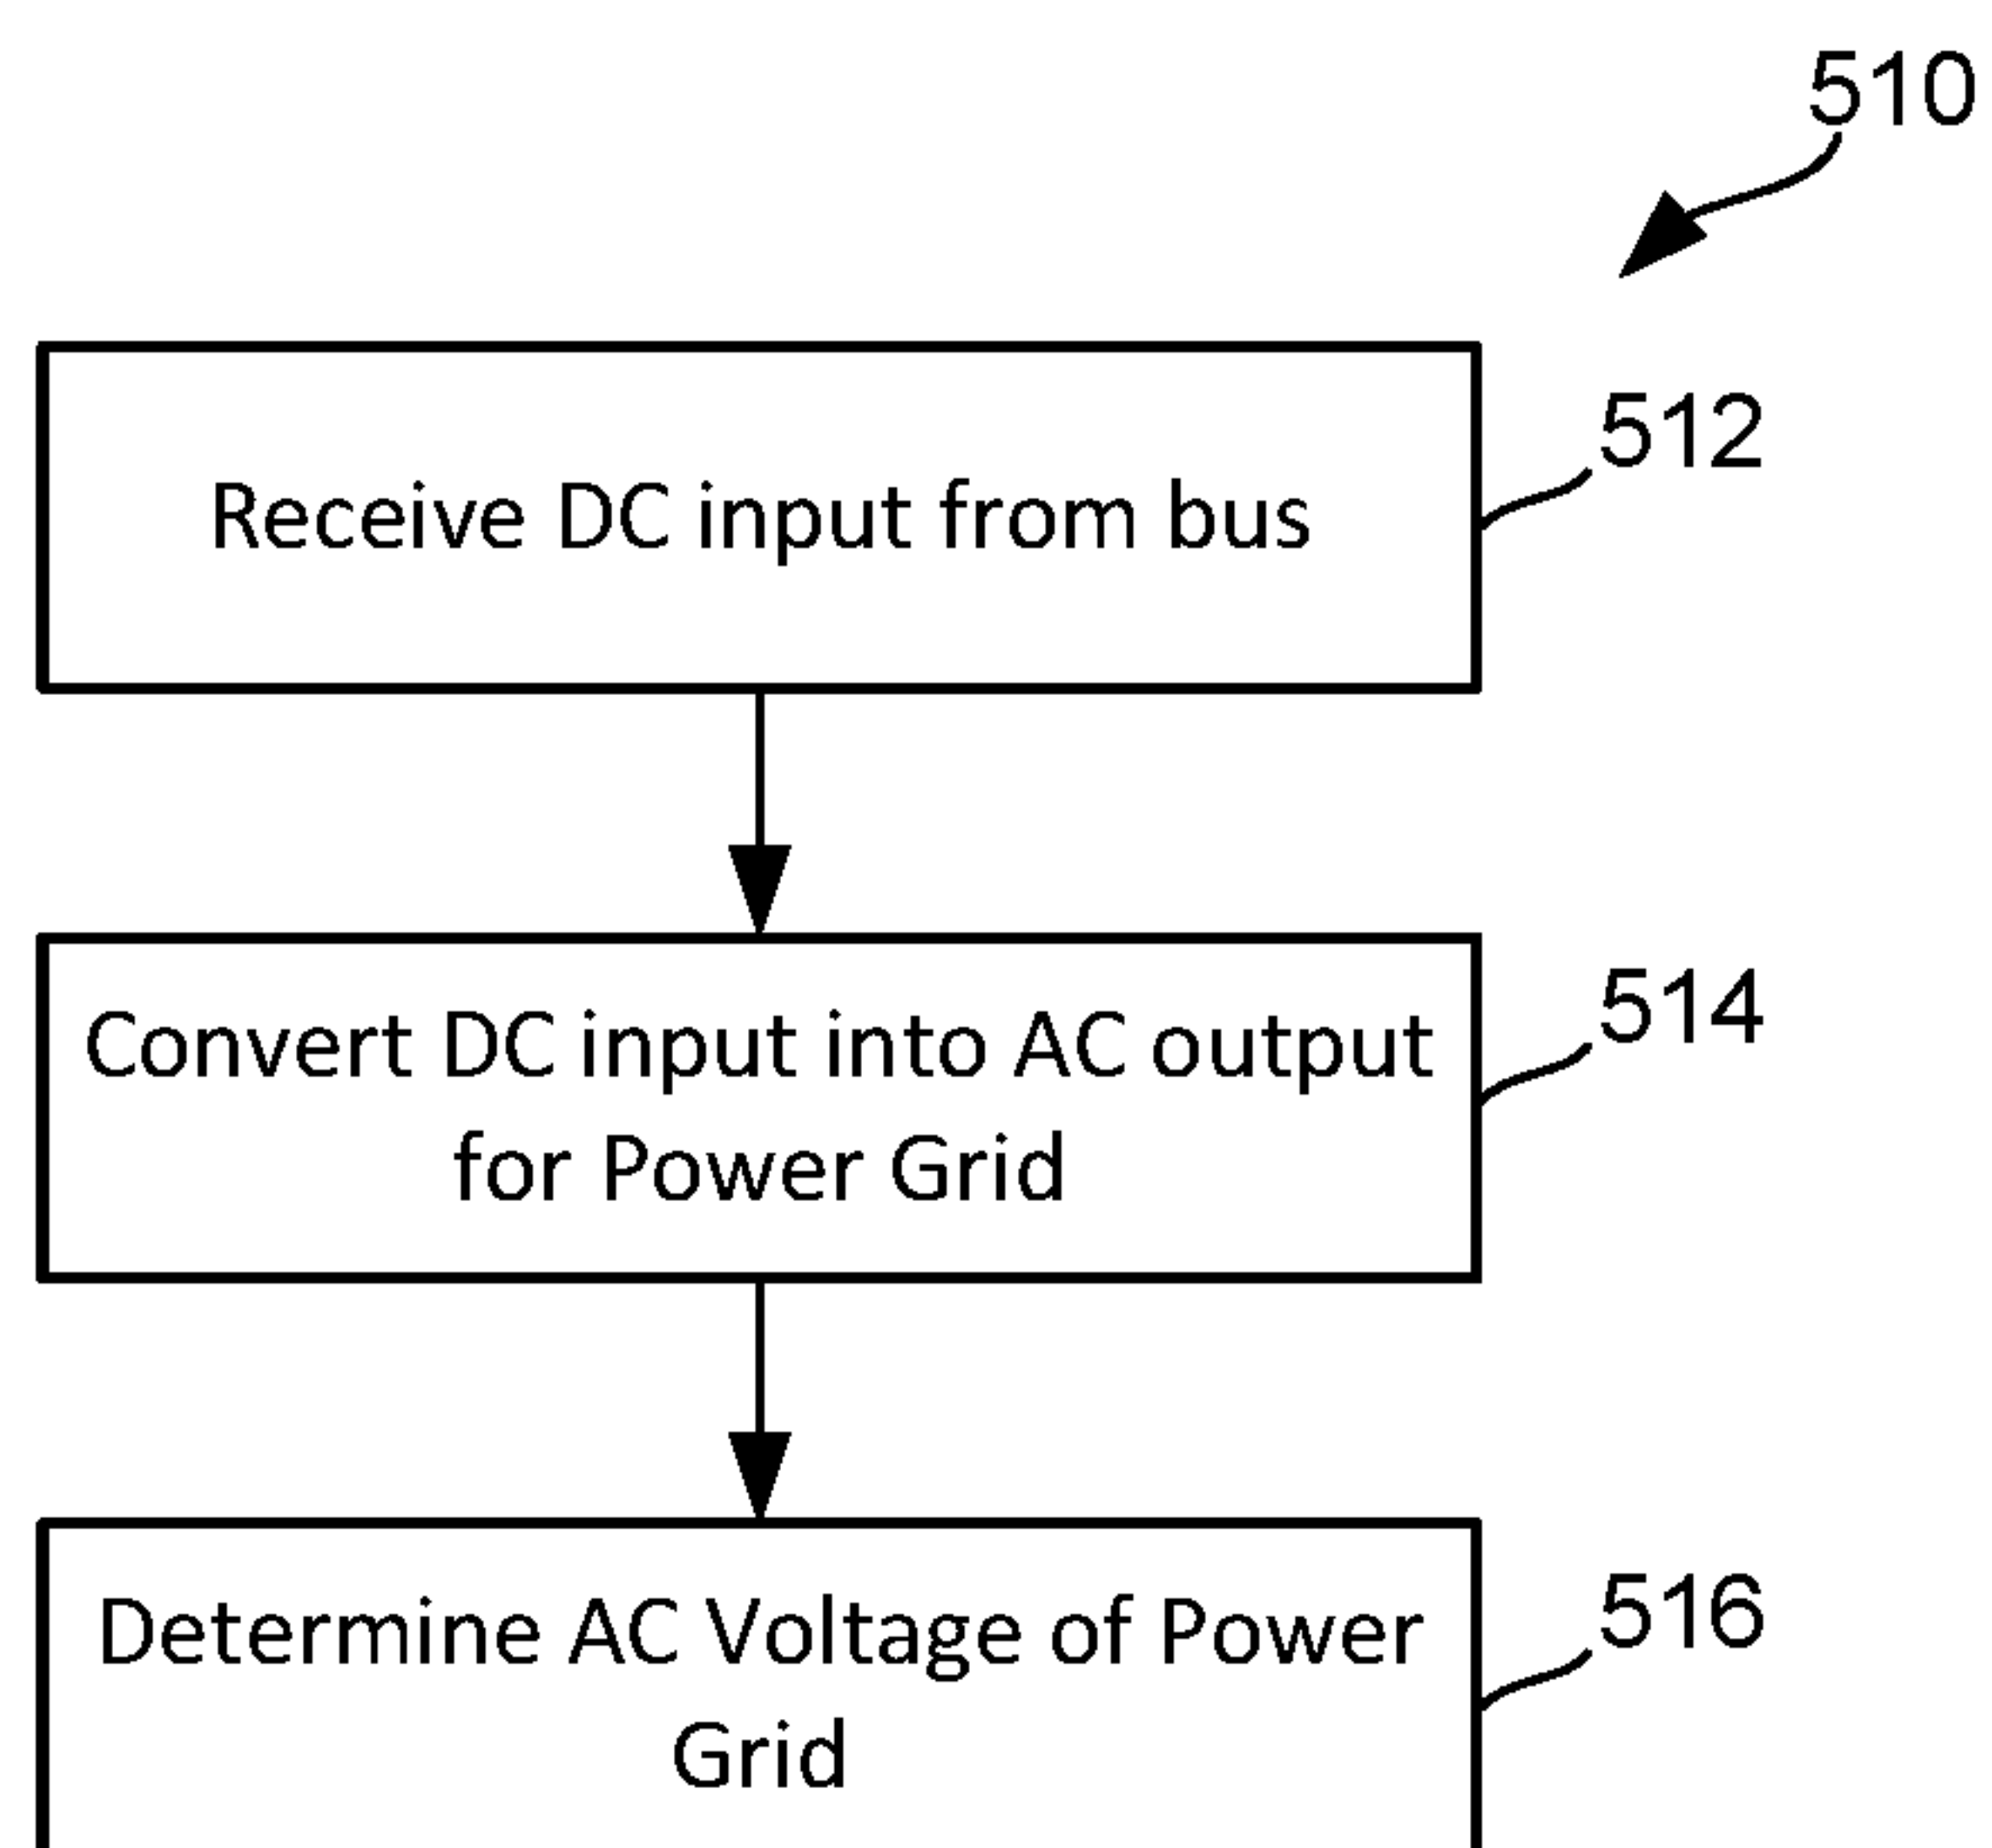 510
512
Receive DC input from bus
514
Convert DC input into AC output
for Power Grid
516
Determine AC Voltage of Power
Grid